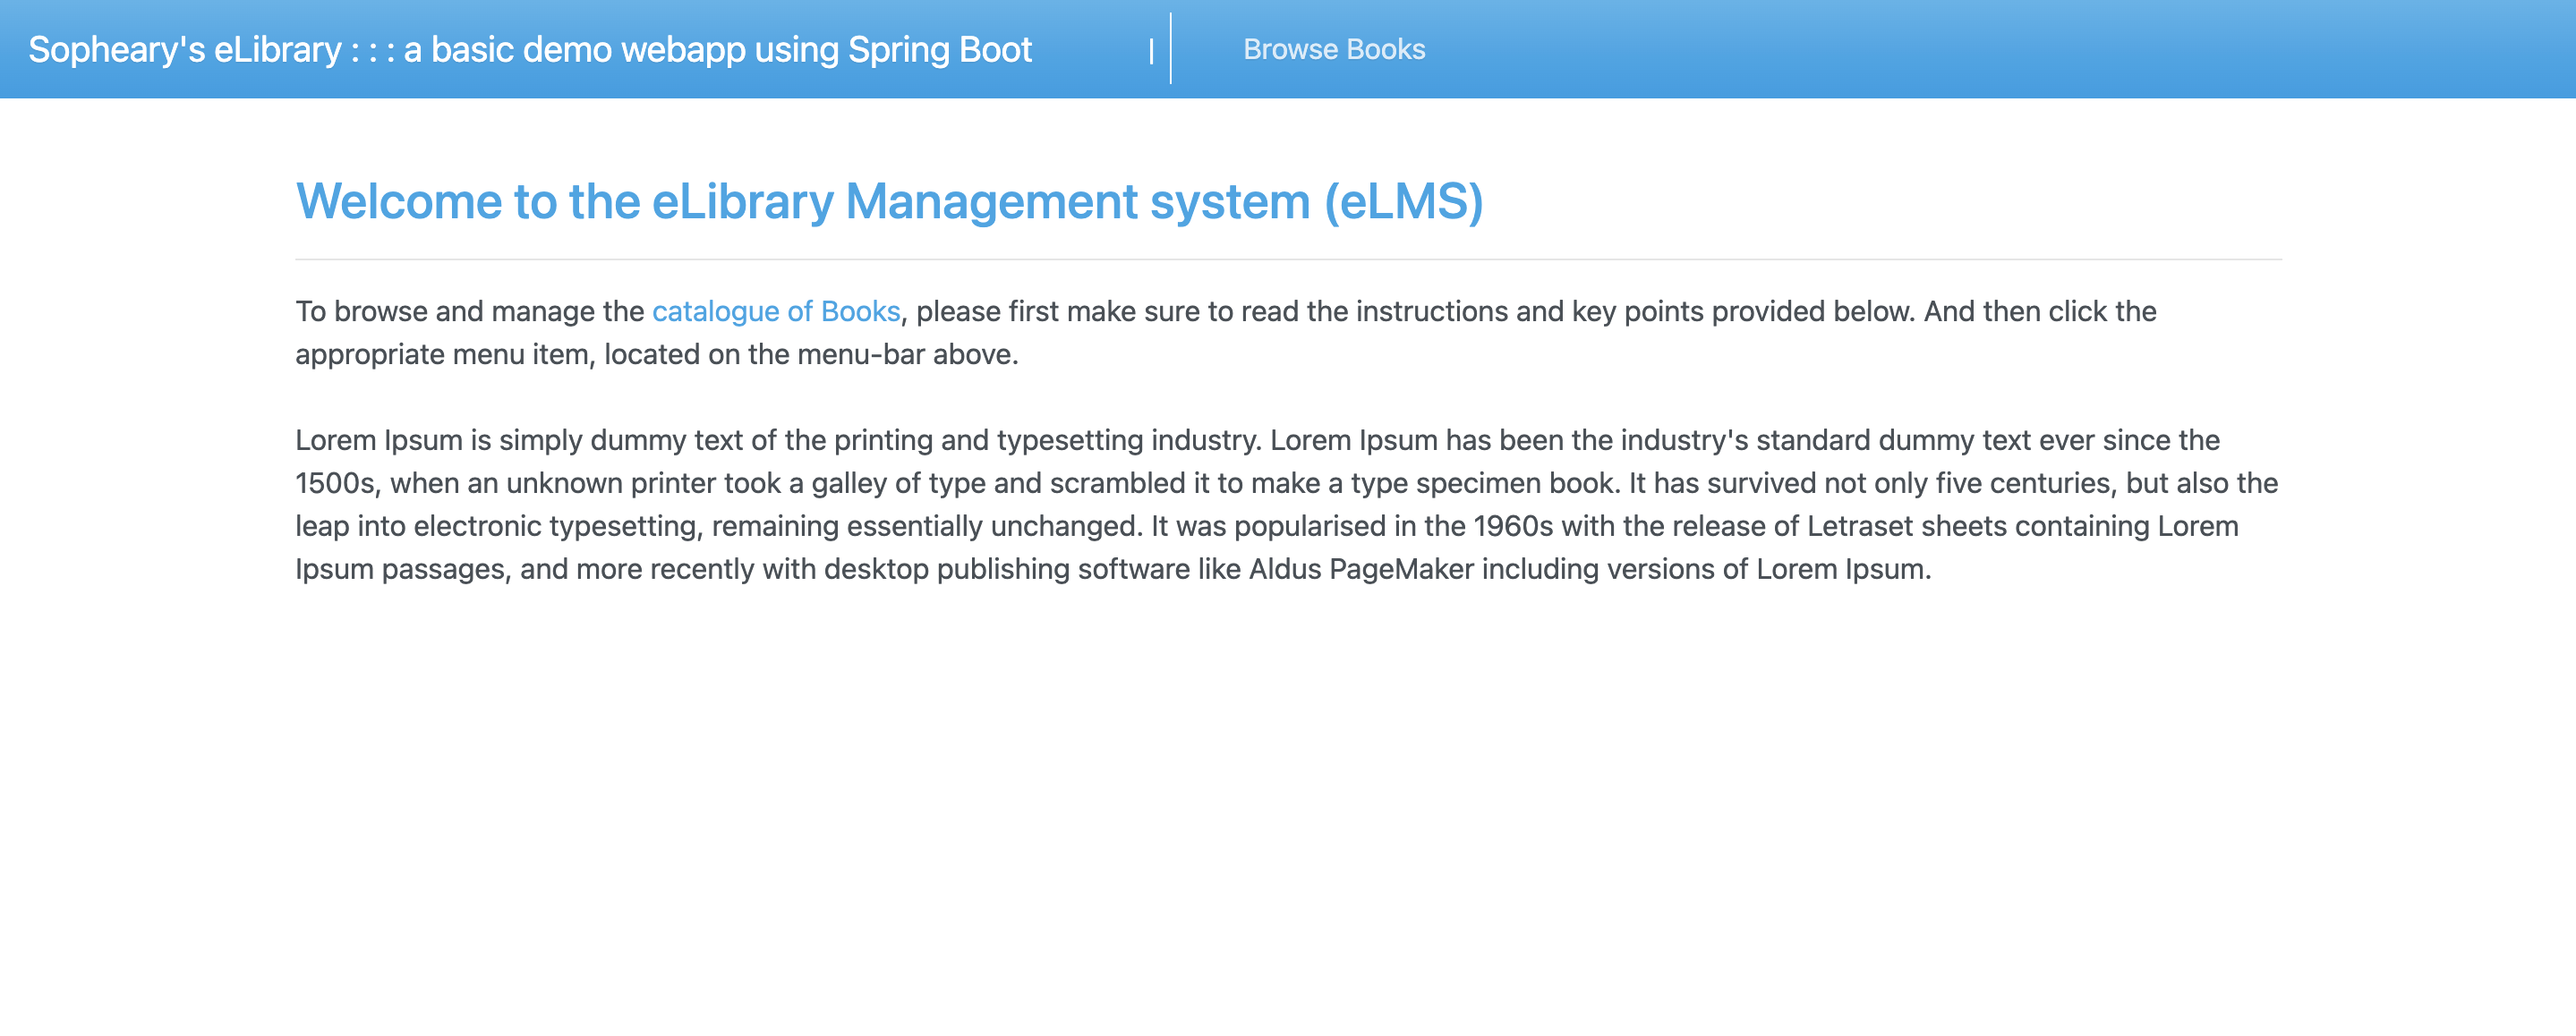 Sopheary's eLibrary : : : a basic demo webapp using Spring Boot | Browse Books
Welcome to the eLibrary Management system (eLMS)
To browse and manage the catalogue of Books, please first make sure to read the instructions and key points provided below. And then click the
appropriate menu item, located on the menu-bar above.
Lorem Ipsum is simply dummy text of the printing and typesetting industry. Lorem Ipsum has been the industry's standard dummy text ever since the
1500s, when an unknown printer took a galley of type and scrambled it to make a type specimen book. It has survived not only five centuries, but also the
leap into electronic typesetting, remaining essentially unchanged. It was popularised in the 1960s with the release of Letraset sheets containing Lorem
Ipsum passages, and more recently with desktop publishing software like Aldus PageMaker including versions of Lorem Ipsum.